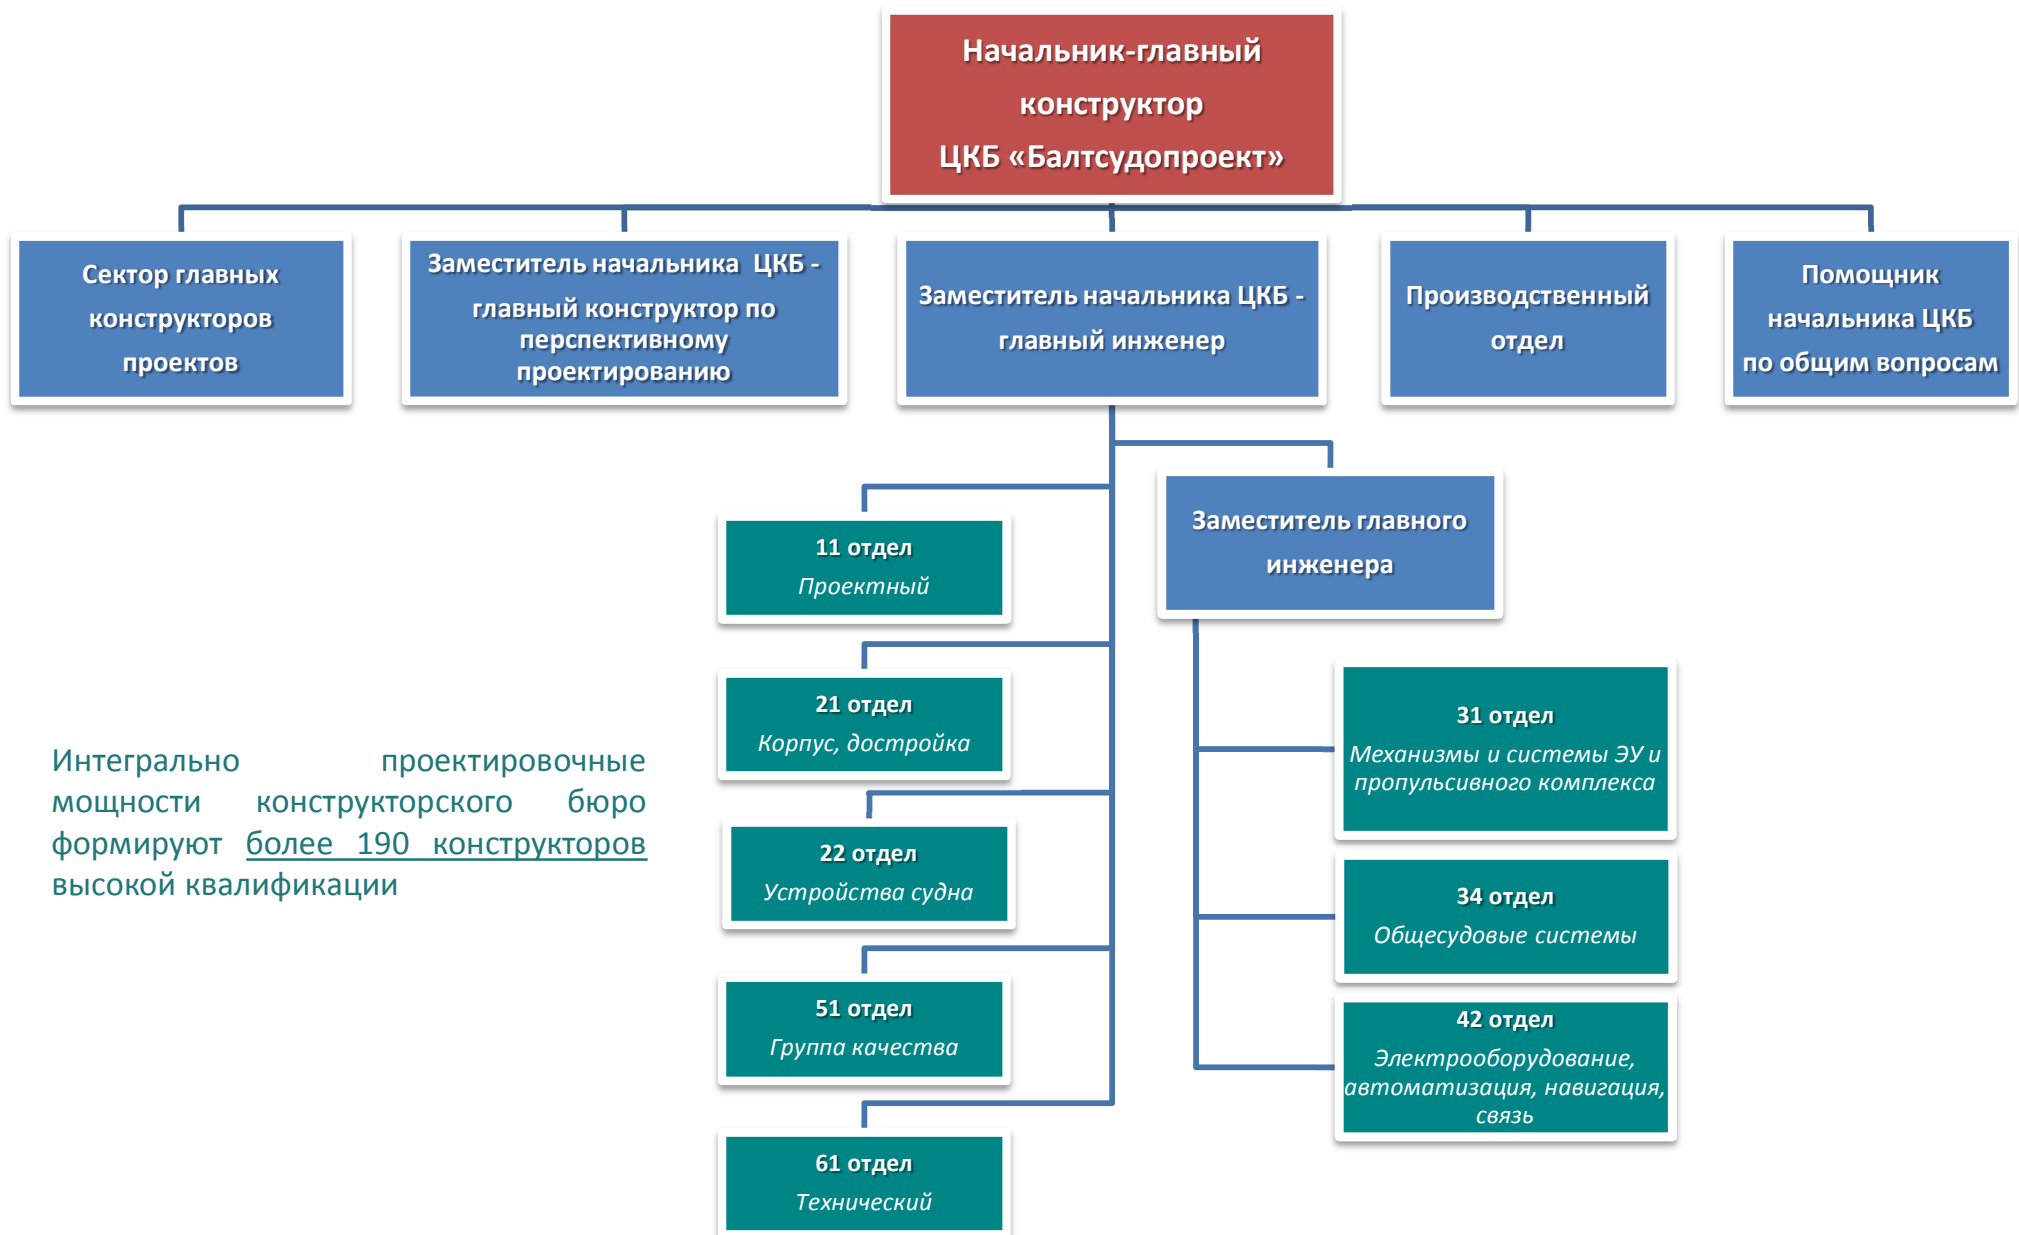 Начальник-главный
конструктор
ЦКБ «Балтсудопроект»
Сектор главных
конструкторов
проектов
Заместитель начальника ЦКБ -
главный конструктор по
перспективному
проектированию
Заместитель начальника ЦКБ -
главный инженер
Производственный
отдел
Помощник
начальника ЦКБ
по общим вопросам
Заместитель главного
инженера
11 отдел
Проектный
21 отдел
Корпус, достройка
22 отдел
Устройства судна
51 отдел
Группа качества
61 отдел
Технический
31 отдел
Механизмы и системы ЭУ и
пропульсивного комплекса
34 отдел
Общесудовые системы
42 отдел
Электрооборудование,
автоматизация, навигация,
связь
Интегрально проектировочные
мощности конструкторского бюро
формируют более 190 конструкторов
высокой квалификации